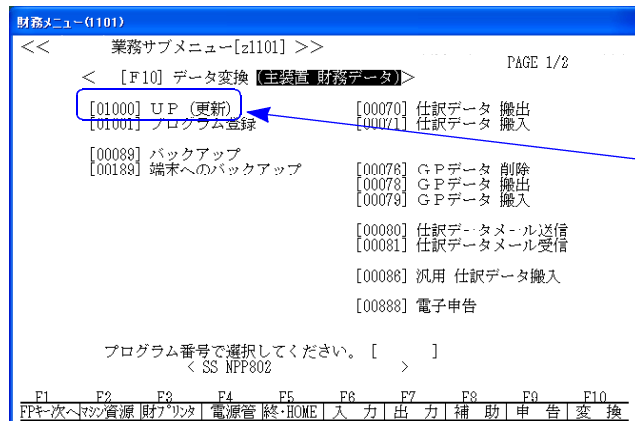 財務メニュー(1101)
<< 業務サブメニュー[z1101] >>
PAGE 1/2
< [F10] データ変換 (主装置 財務データ)>
[01000] UP (更新) [00070] 仕訳データ 搬出
[01001] プログラム登録 [00071] 仕訳データ 搬入
[00089] バックアップ
[00189] 端末へのバックアップ [00076] GPデータ 削除
[00078] GPデータ 搬出
[00079] GPデータ 搬入
[00080] 仕訳データメール送信
[00081] 仕訳データメール受信
[00086] 汎用 仕訳データ搬入
[00888] 電子申告
プログラム番号で選択してください。 [ ]
< SS NPP802 >
F1 F2 F3 F4 F5 F6 F7 F8 F9 F10
FPキー次へ マシン資源 財プリンタ 電源管 終・HOME 入 力 出 力 補 助 申 告 変 換